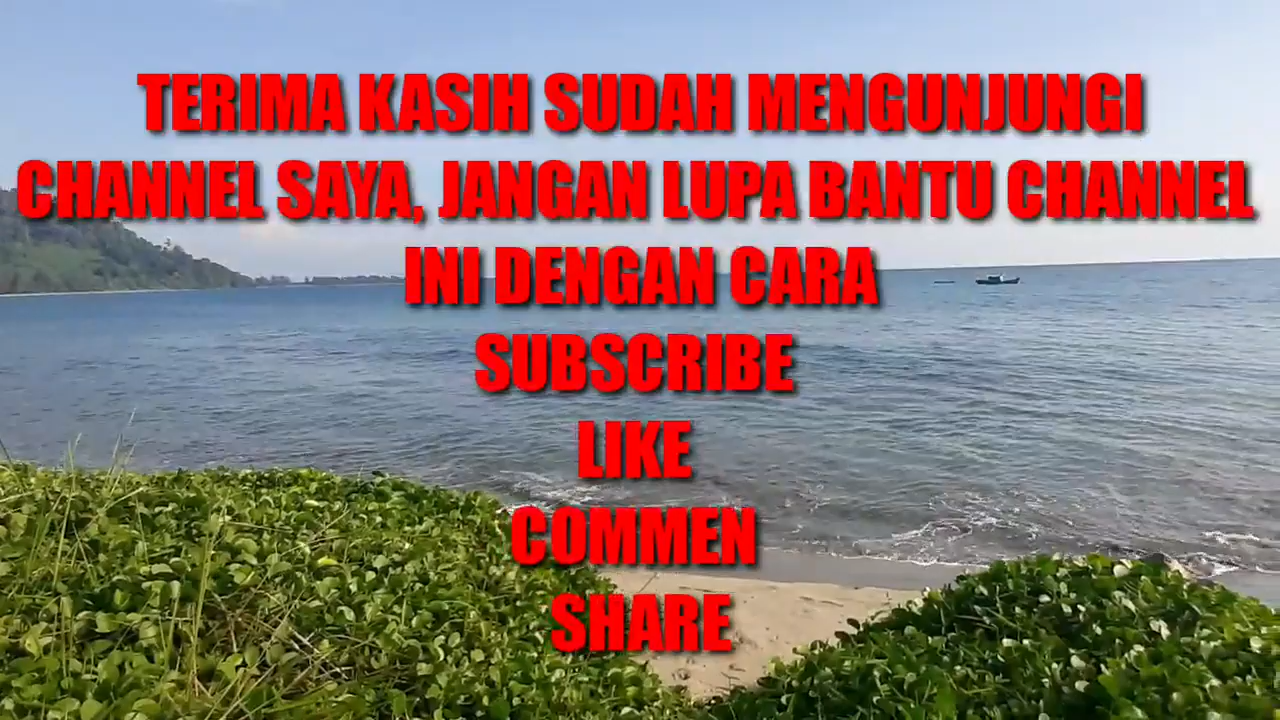 TERIMA KASIH SUDAH MENGUNJUNGI
CHANNEL SAYA, JANGAN LUPA BANTU CHANNEL
INI DENGAN CARA
SUBSCRIBE
LIKE
COMMEN
SHARE